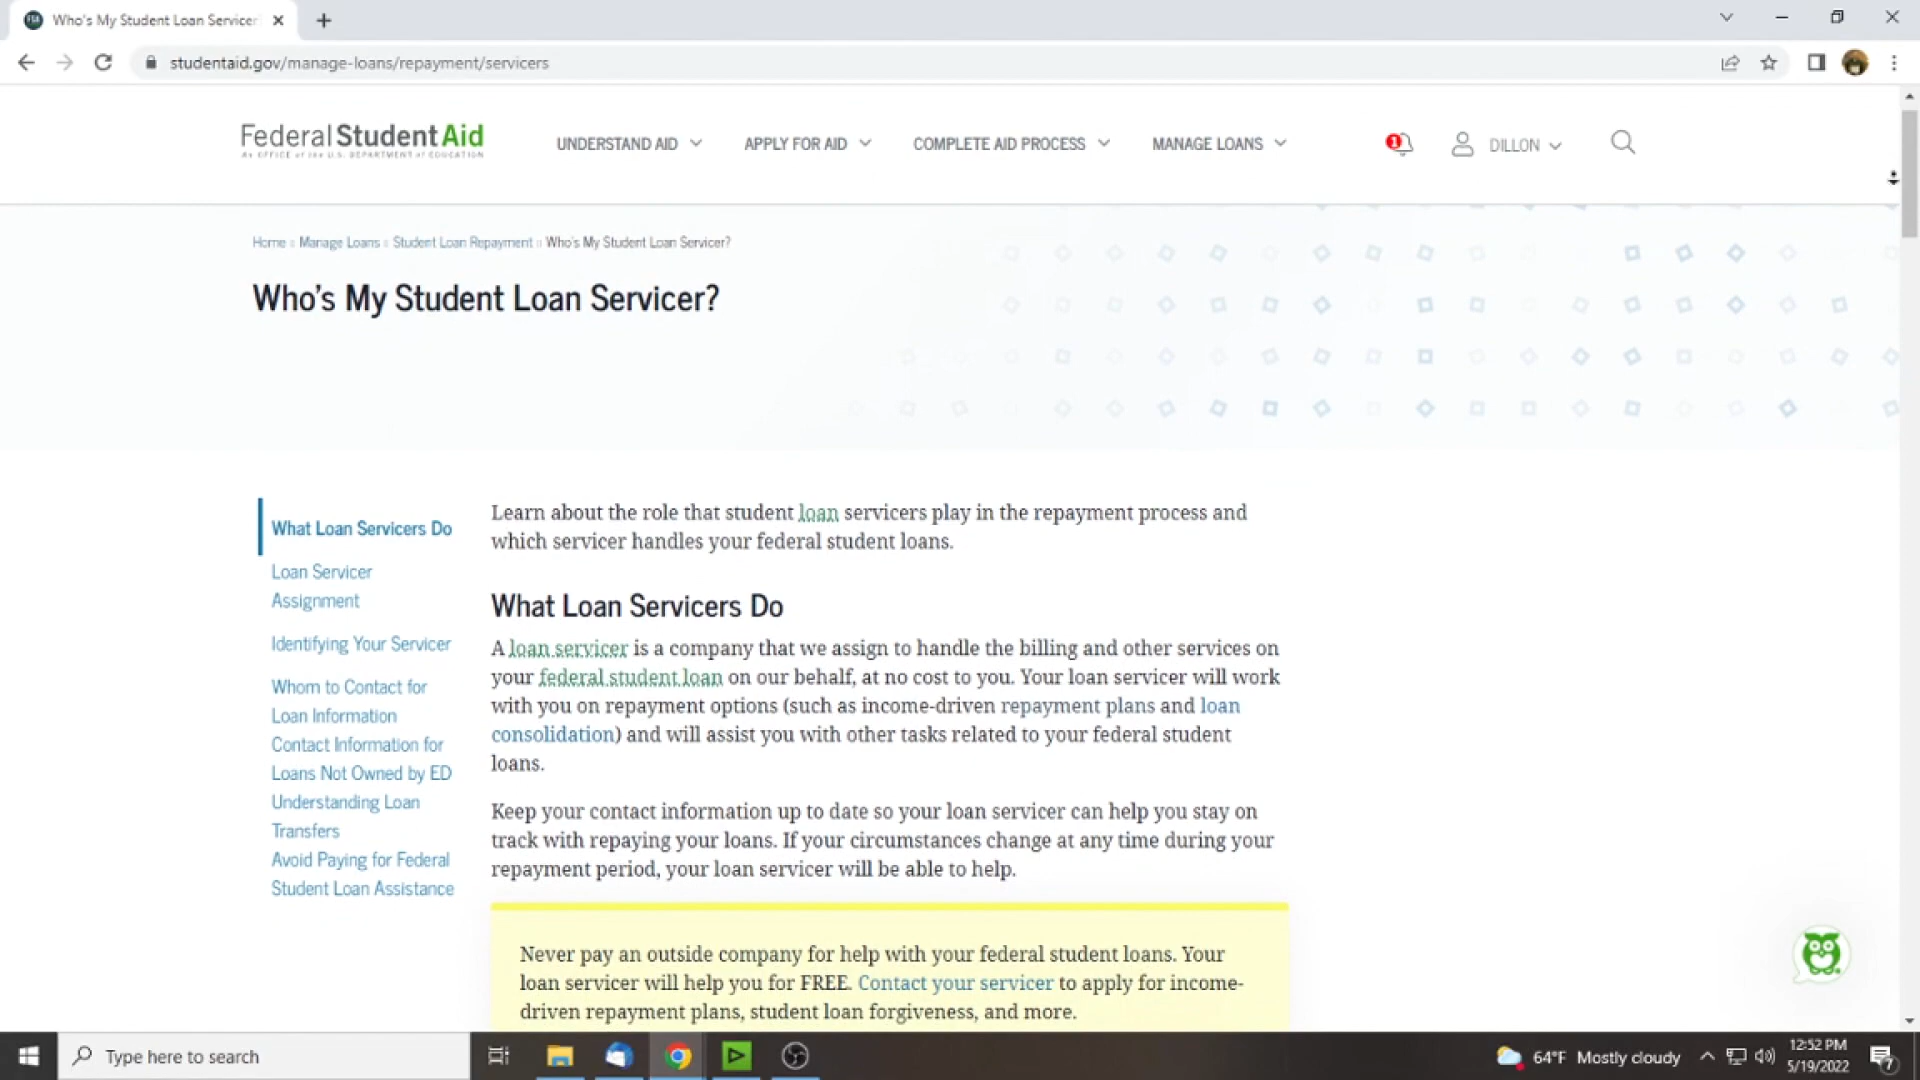 Who's My Student Loan Servicer
studentaid.gov/manage-loans/repayment/servicers
Federal Student Aid
An OFFICE of the U.S. DEPARTMENT of EDUCATION
UNDERSTAND AID
APPLY FOR AID
COMPLETE AID PROCESS
MANAGE LOANS
1
DILLON
Home » Manage Loans » Student Loan Repayment » Who's My Student Loan Servicer?
Who's My Student Loan Servicer?
What Loan Servicers Do
Loan Servicer
Assignment
Identifying Your Servicer
Whom to Contact for
Loan Information
Contact Information for
Loans Not Owned by ED
Understanding Loan
Transfers
Avoid Paying for Federal
Student Loan Assistance
Learn about the role that student loan servicers play in the repayment process and
which servicer handles your federal student loans.
What Loan Servicers Do
A loan servicer is a company that we assign to handle the billing and other services on
your federal student loan on our behalf, at no cost to you. Your loan servicer will work
with you on repayment options (such as income-driven repayment plans and loan
consolidation) and will assist you with other tasks related to your federal student
loans.
Keep your contact information up to date so your loan servicer can help you stay on
track with repaying your loans. If your circumstances change at any time during your
repayment period, your loan servicer will be able to help.
Never pay an outside company for help with your federal student loans. Your
loan servicer will help you for FREE. Contact your servicer to apply for income-
driven repayment plans, student loan forgiveness, and more.
Type here to search
64°F Mostly cloudy
12:52 PM
5/19/2022
7